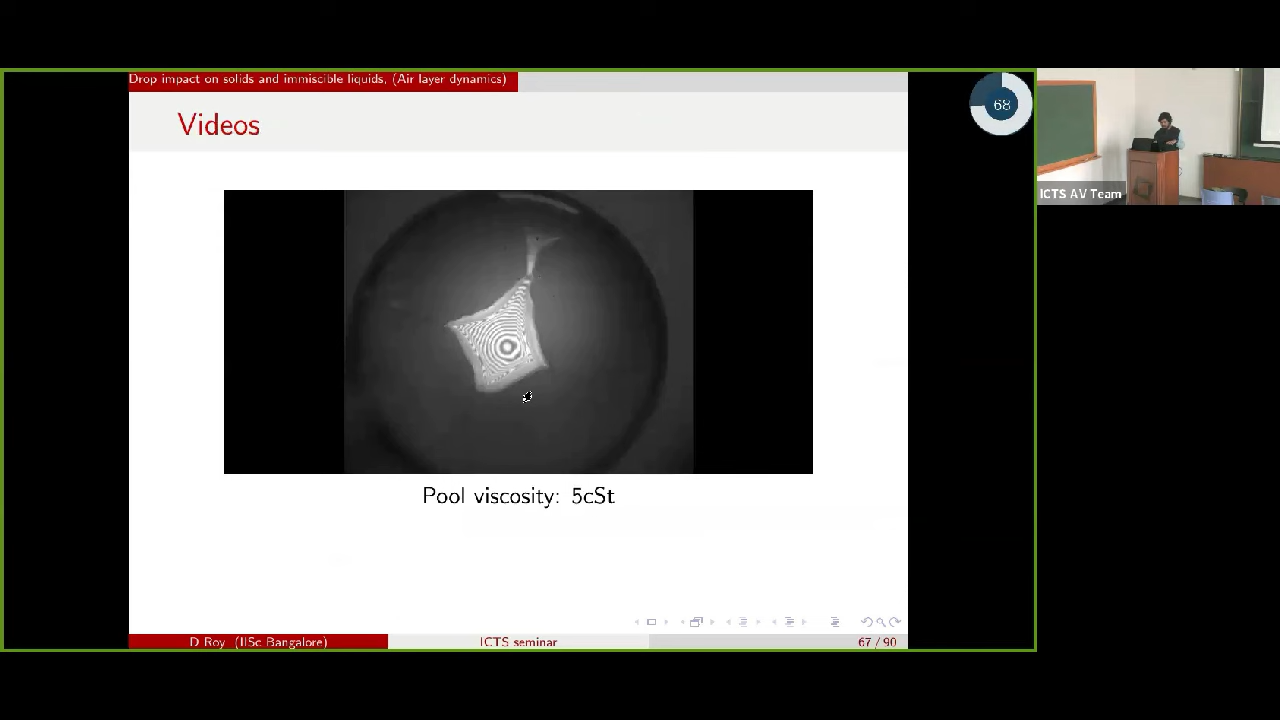 Drop impact on solids and immiscible liquids, (Air layer dynamics)
68
Videos
ICTS AV Team
Pool viscosity: 5cSt
D Roy (IISc Bangalore)
ICTS seminar
67 / 90